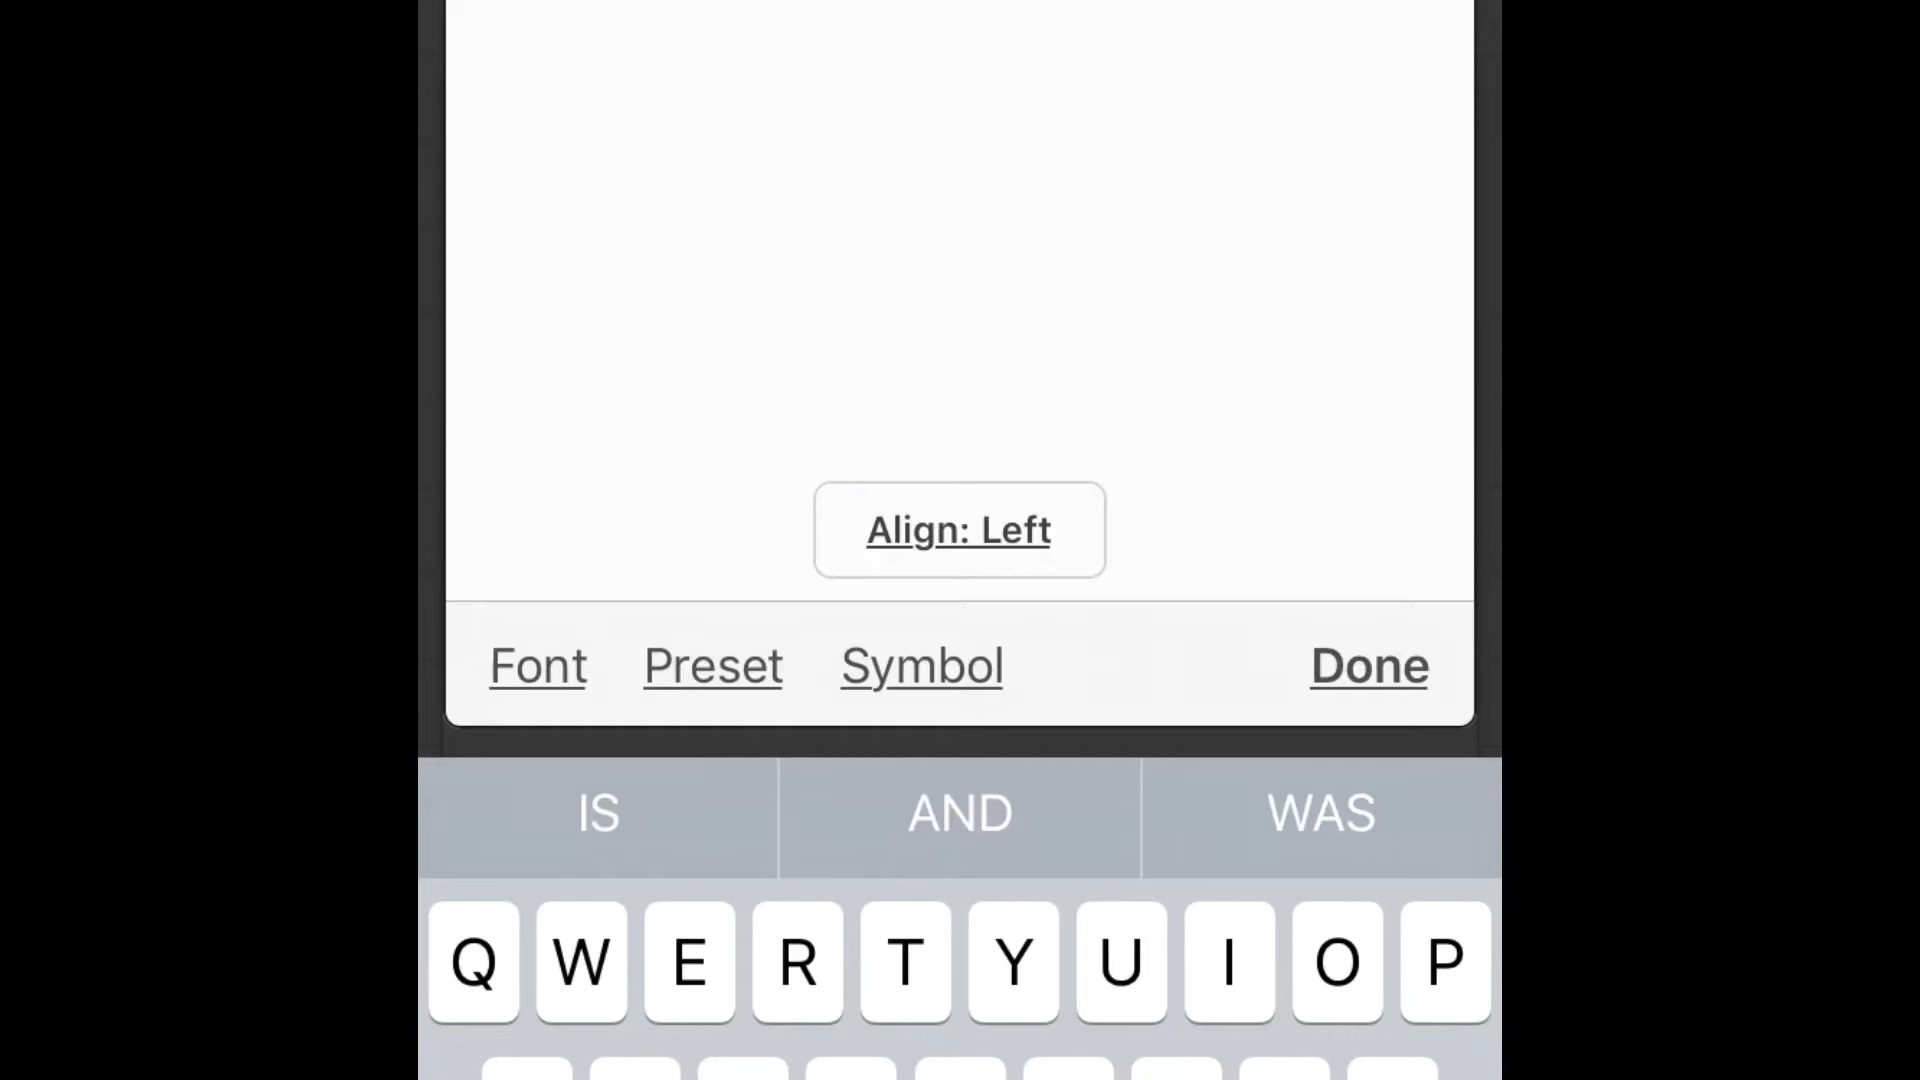 Align: Left
Font Preset Symbol Done
IS AND WAS
Q W E R T Y U I O P